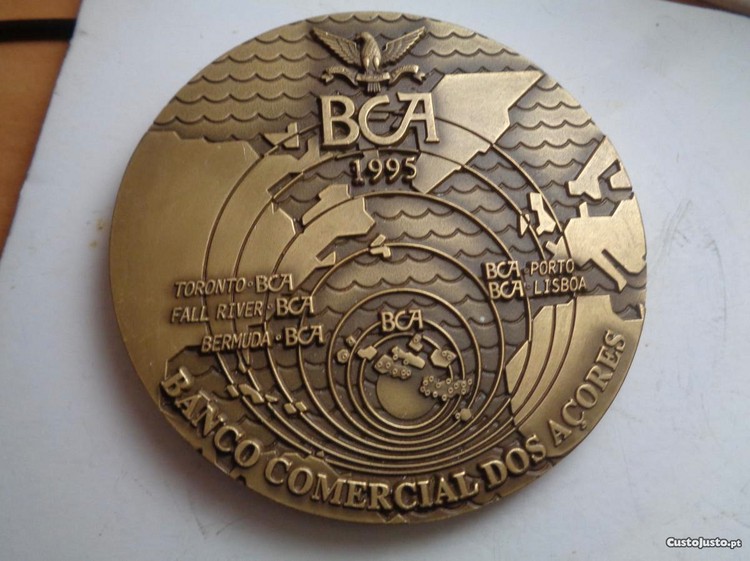 BCA
1995
TORONTO·BCA
FALL RIVER·BCA
BERMUDA·BCA
BCA·PORTO
BCA·LISBOA
BCA
BANCO COMERCIAL DOS AÇORES
CustoJusto.pt